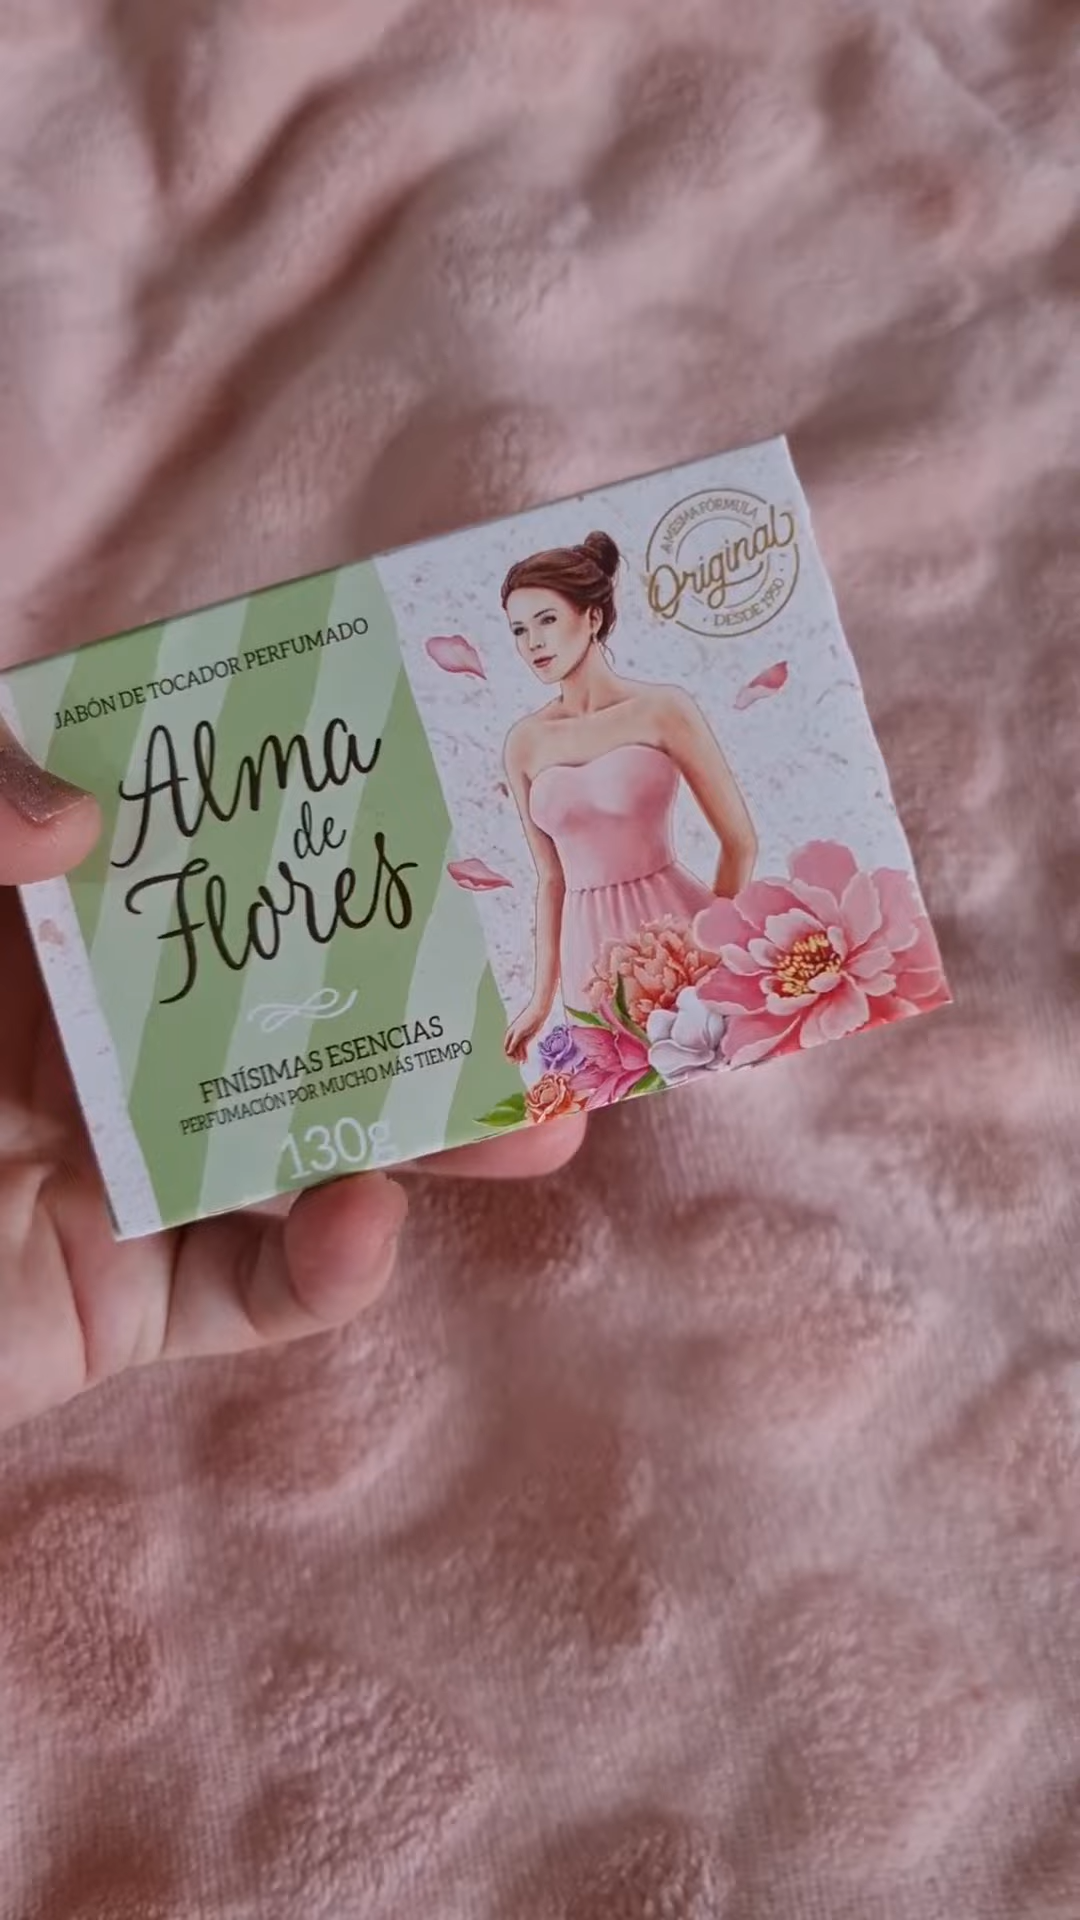 JABÓN DE TOCADOR PERFUMADO
Alma
de
Flores
FINÍSIMAS ESENCIAS
PERFUMACIÓN POR MUCHO MÁS TIEMPO
130g
A MESMA FÓRMULA
Original
· DESDE 1950 ·